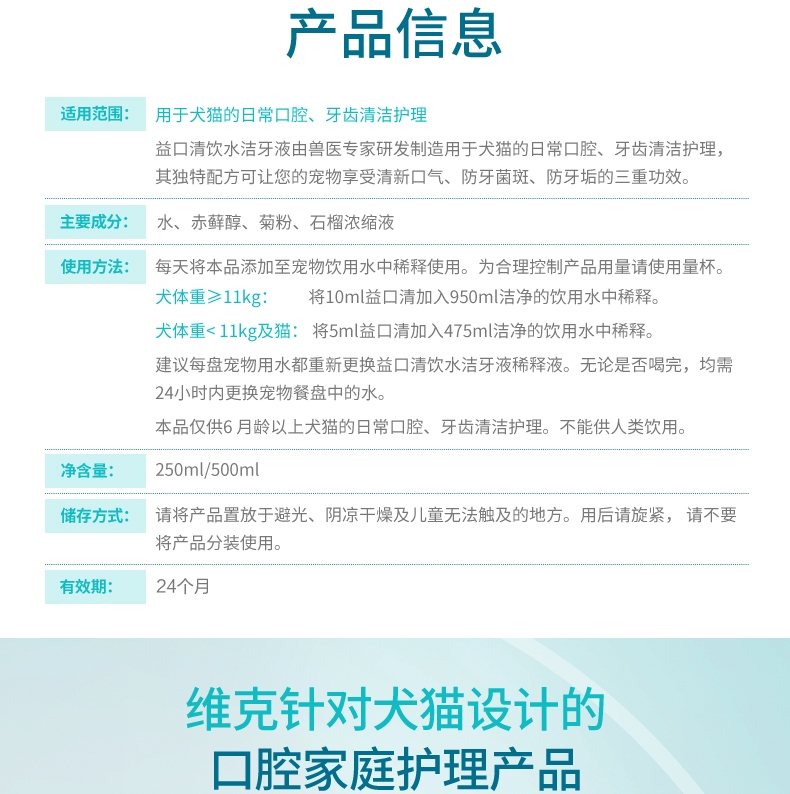 产品信息
适用范围： 用于犬猫的日常口腔、牙齿清洁护理
益口清饮水洁牙液由兽医专家研发制造用于犬猫的日常口腔、牙齿清洁护理，
其独特配方可让您的宠物享受清新口气、防牙菌斑、防牙垢的三重功效。
主要成分： 水、赤藓醇、菊粉、石榴浓缩液
使用方法： 每天将本品添加至宠物饮用水中稀释使用。为合理控制产品用量请使用量杯。
犬体重≥11kg： 将10ml益口清加入950ml洁净的饮用水中稀释。
犬体重< 11kg及猫： 将5ml益口清加入475ml洁净的饮用水中稀释。
建议每盘宠物用水都重新更换益口清饮水洁牙液稀释液。无论是否喝完，均需
24小时内更换宠物餐盘中的水。
本品仅供6 月龄以上犬猫的日常口腔、牙齿清洁护理。不能供人类饮用。
净含量： 250ml/500ml
储存方式： 请将产品置放于避光、阴凉干燥及儿童无法触及的地方。用后请旋紧， 请不要
将产品分装使用。
有效期： 24个月
维克针对犬猫设计的
口腔家庭护理产品